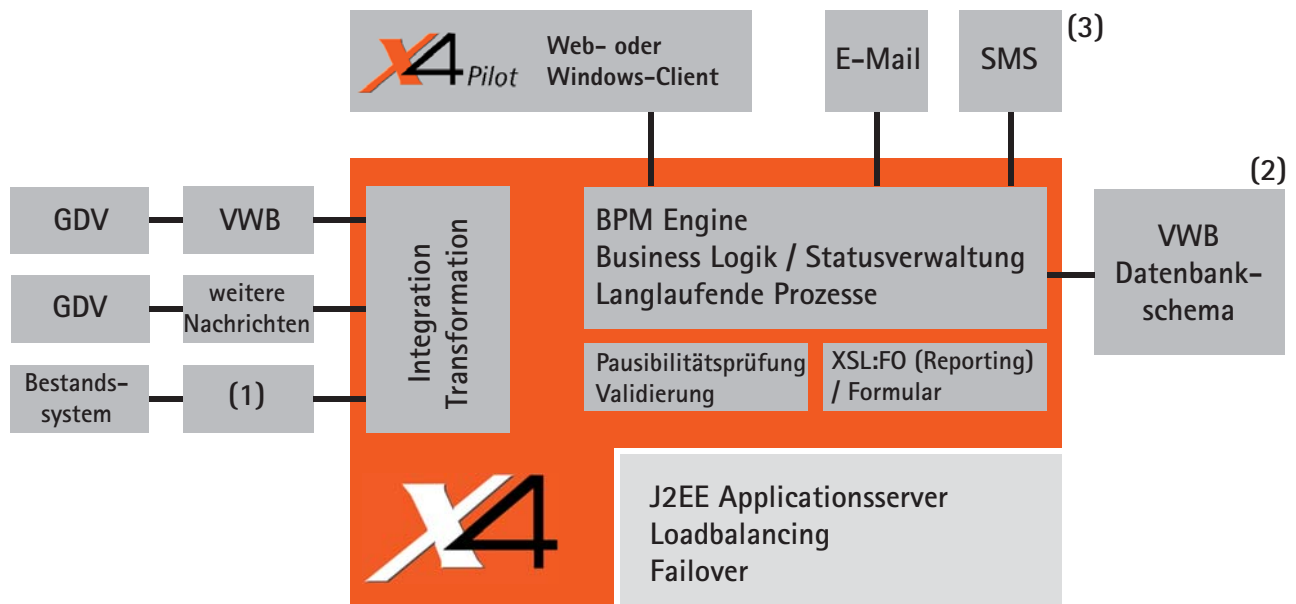 X4 Pilot
Web- oder
Windows-Client
E-Mail
SMS
(3)
GDV
VWB
GDV
weitere
Nachrichten
Bestands-
system
(1)
Integration
Transformation
BPM Engine
Business Logik / Statusverwaltung
Langlaufende Prozesse
Pausibilitätsprüfung
Validierung
XSL:FO (Reporting)
/ Formular
(2)
VWB
Datenbank-
schema
X4
J2EE Applicationsserver
Loadbalancing
Failover